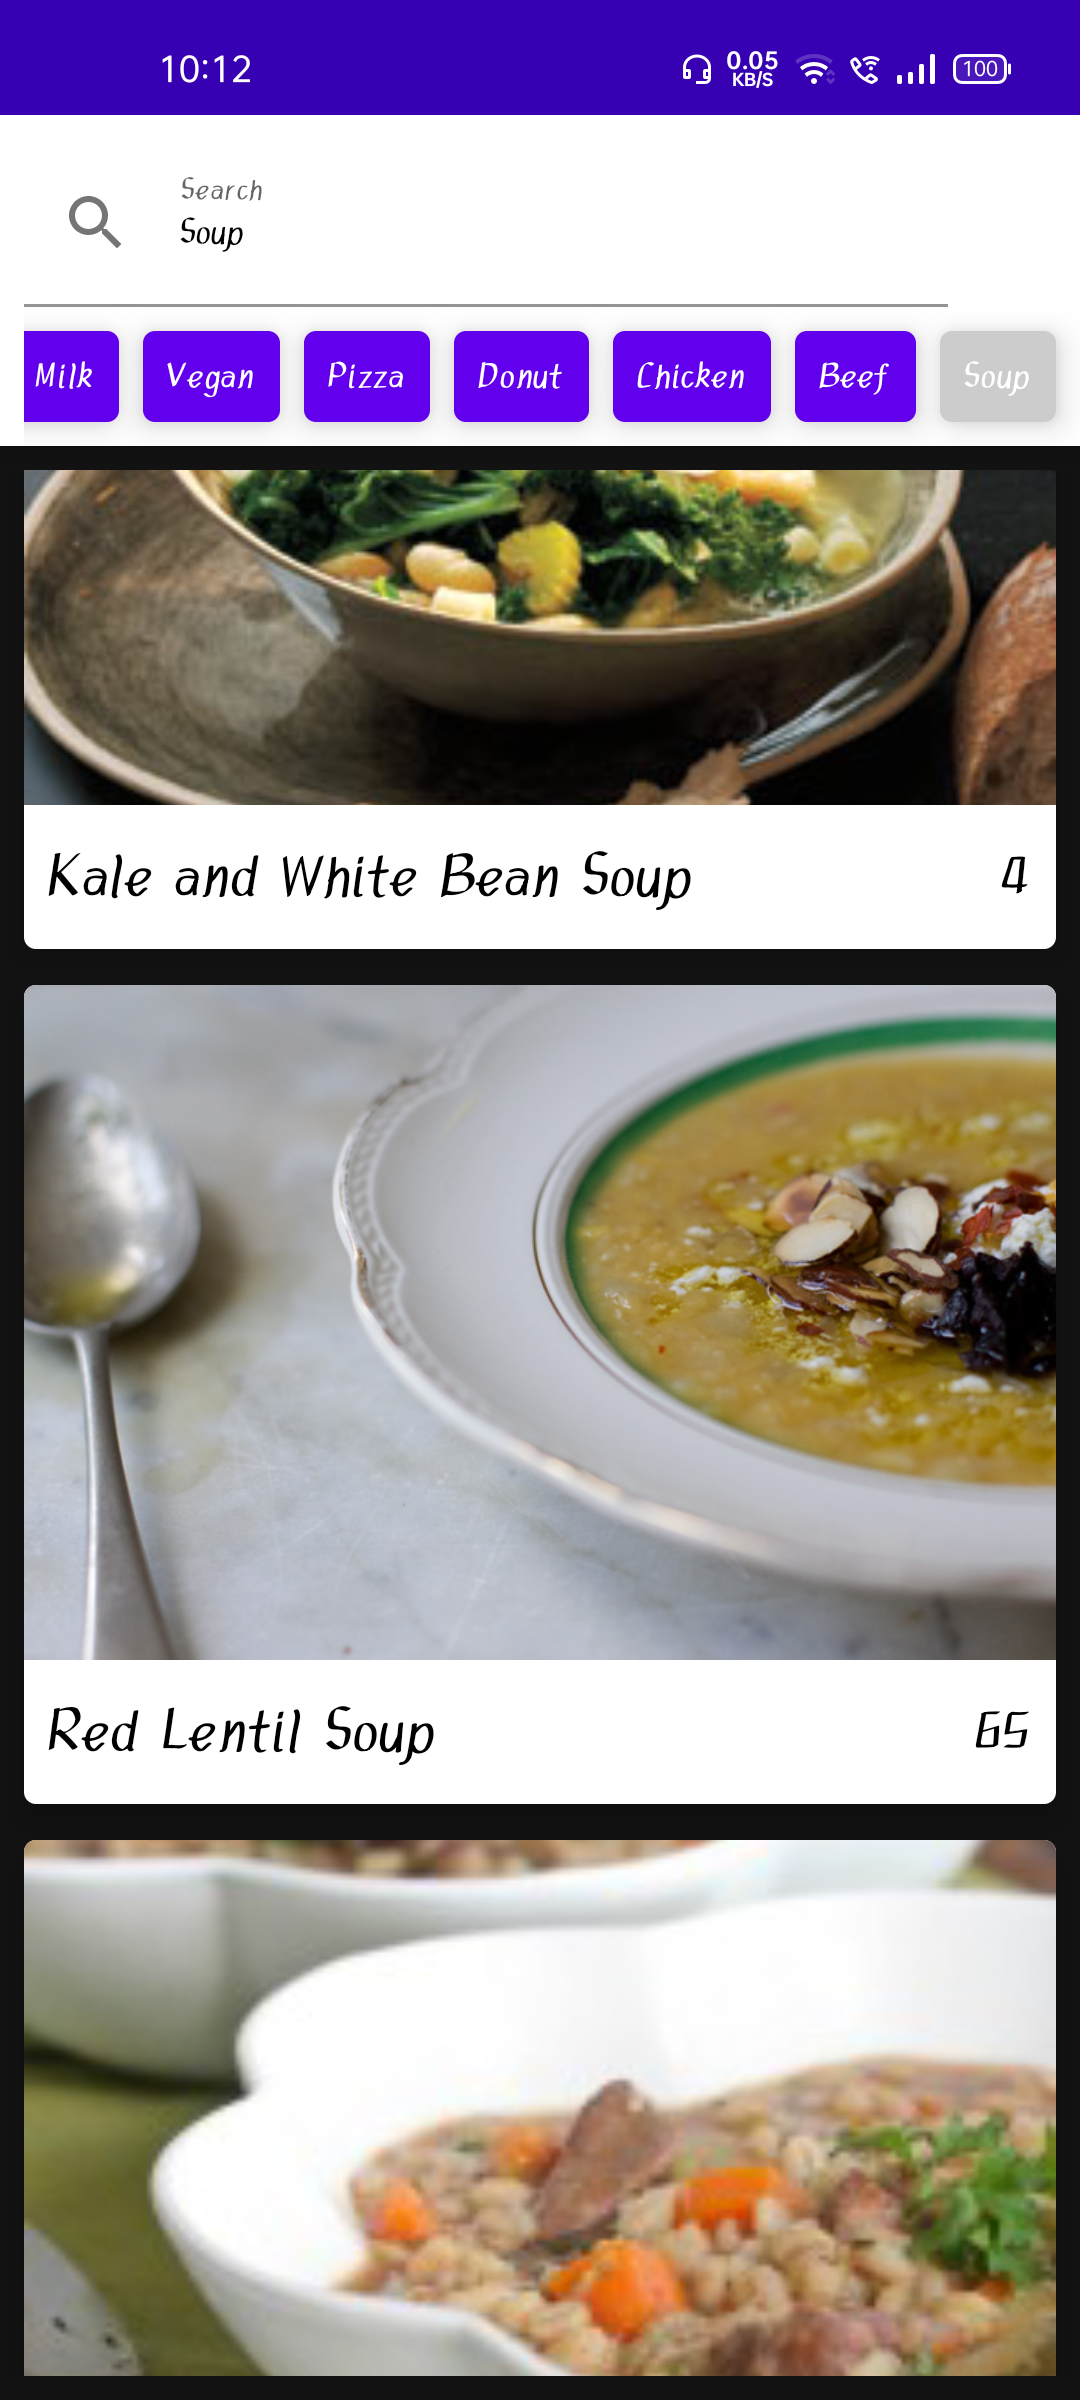 10:12
0.05
KB/S
100
Search
Soup
Milk Vegan Pizza Donut Chicken Beef Soup
Kale and White Bean Soup 4
Red Lentil Soup 65